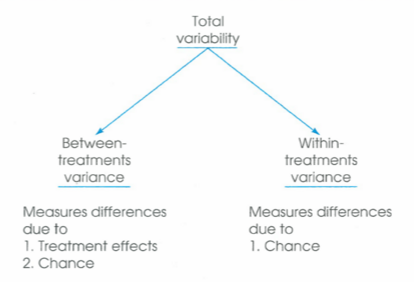 Total
variability
Between-
treatments
variance
Measures differences
due to
1. Treatment effects
2. Chance
Within-
treatments
variance
Measures differences
due to
1. Chance